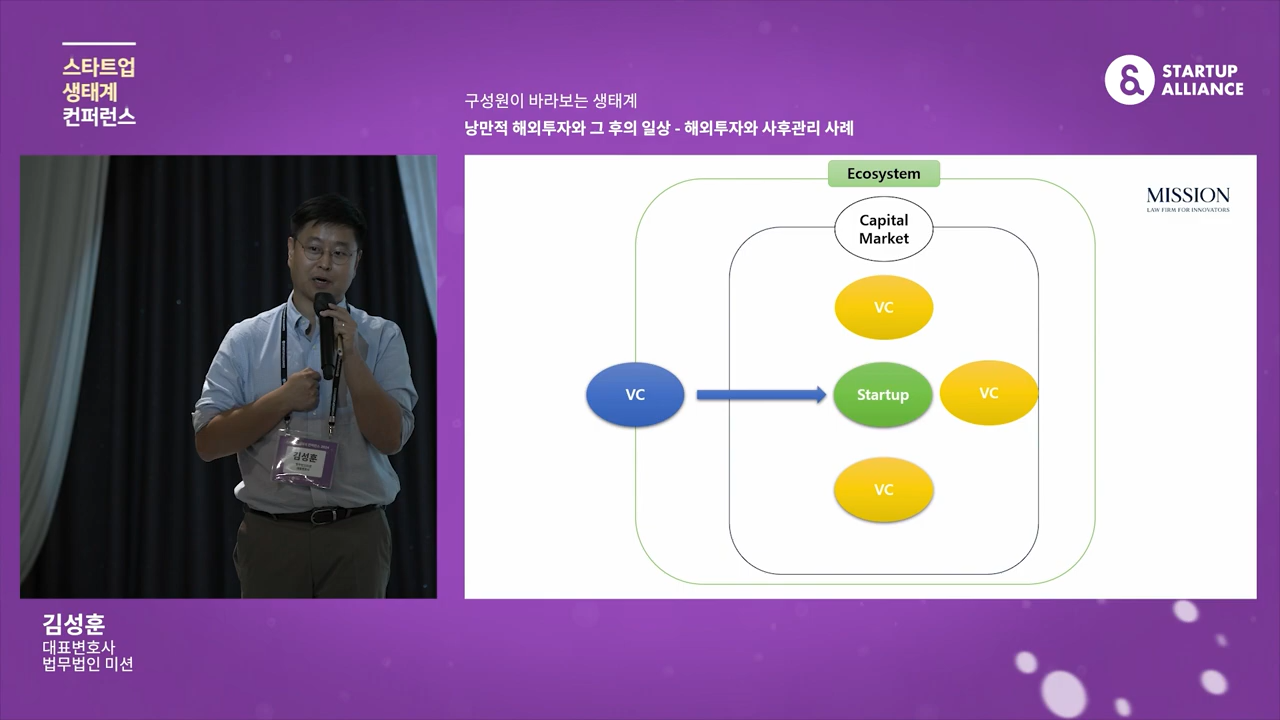 스타트업
생태계
컨퍼런스
STARTUP
ALLIANCE
구성원이 바라보는 생태계
낭만적 해외투자와 그 후의 일상 - 해외투자와 사후관리 사례
Ecosystem
MISSION
LAW FIRM FOR INNOVATORS
Capital
Market
VC
VC
Startup
VC
VC
김성훈
김성훈
대표변호사
법무법인 미션